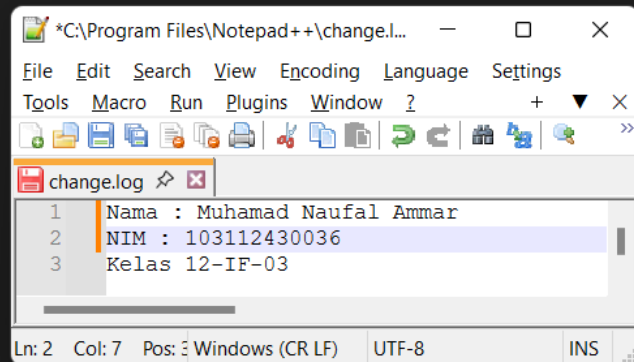 *C:\Program Files\Notepad++\change.l...
File Edit Search View Encoding Language Settings
Tools Macro Run Plugins Window ? + ▼ X
change.log
1 Nama : Muhamad Naufal Ammar
2 NIM : 103112430036
3 Kelas 12-IF-03
Ln: 2 Col: 7 Pos: Windows (CR LF) UTF-8 INS